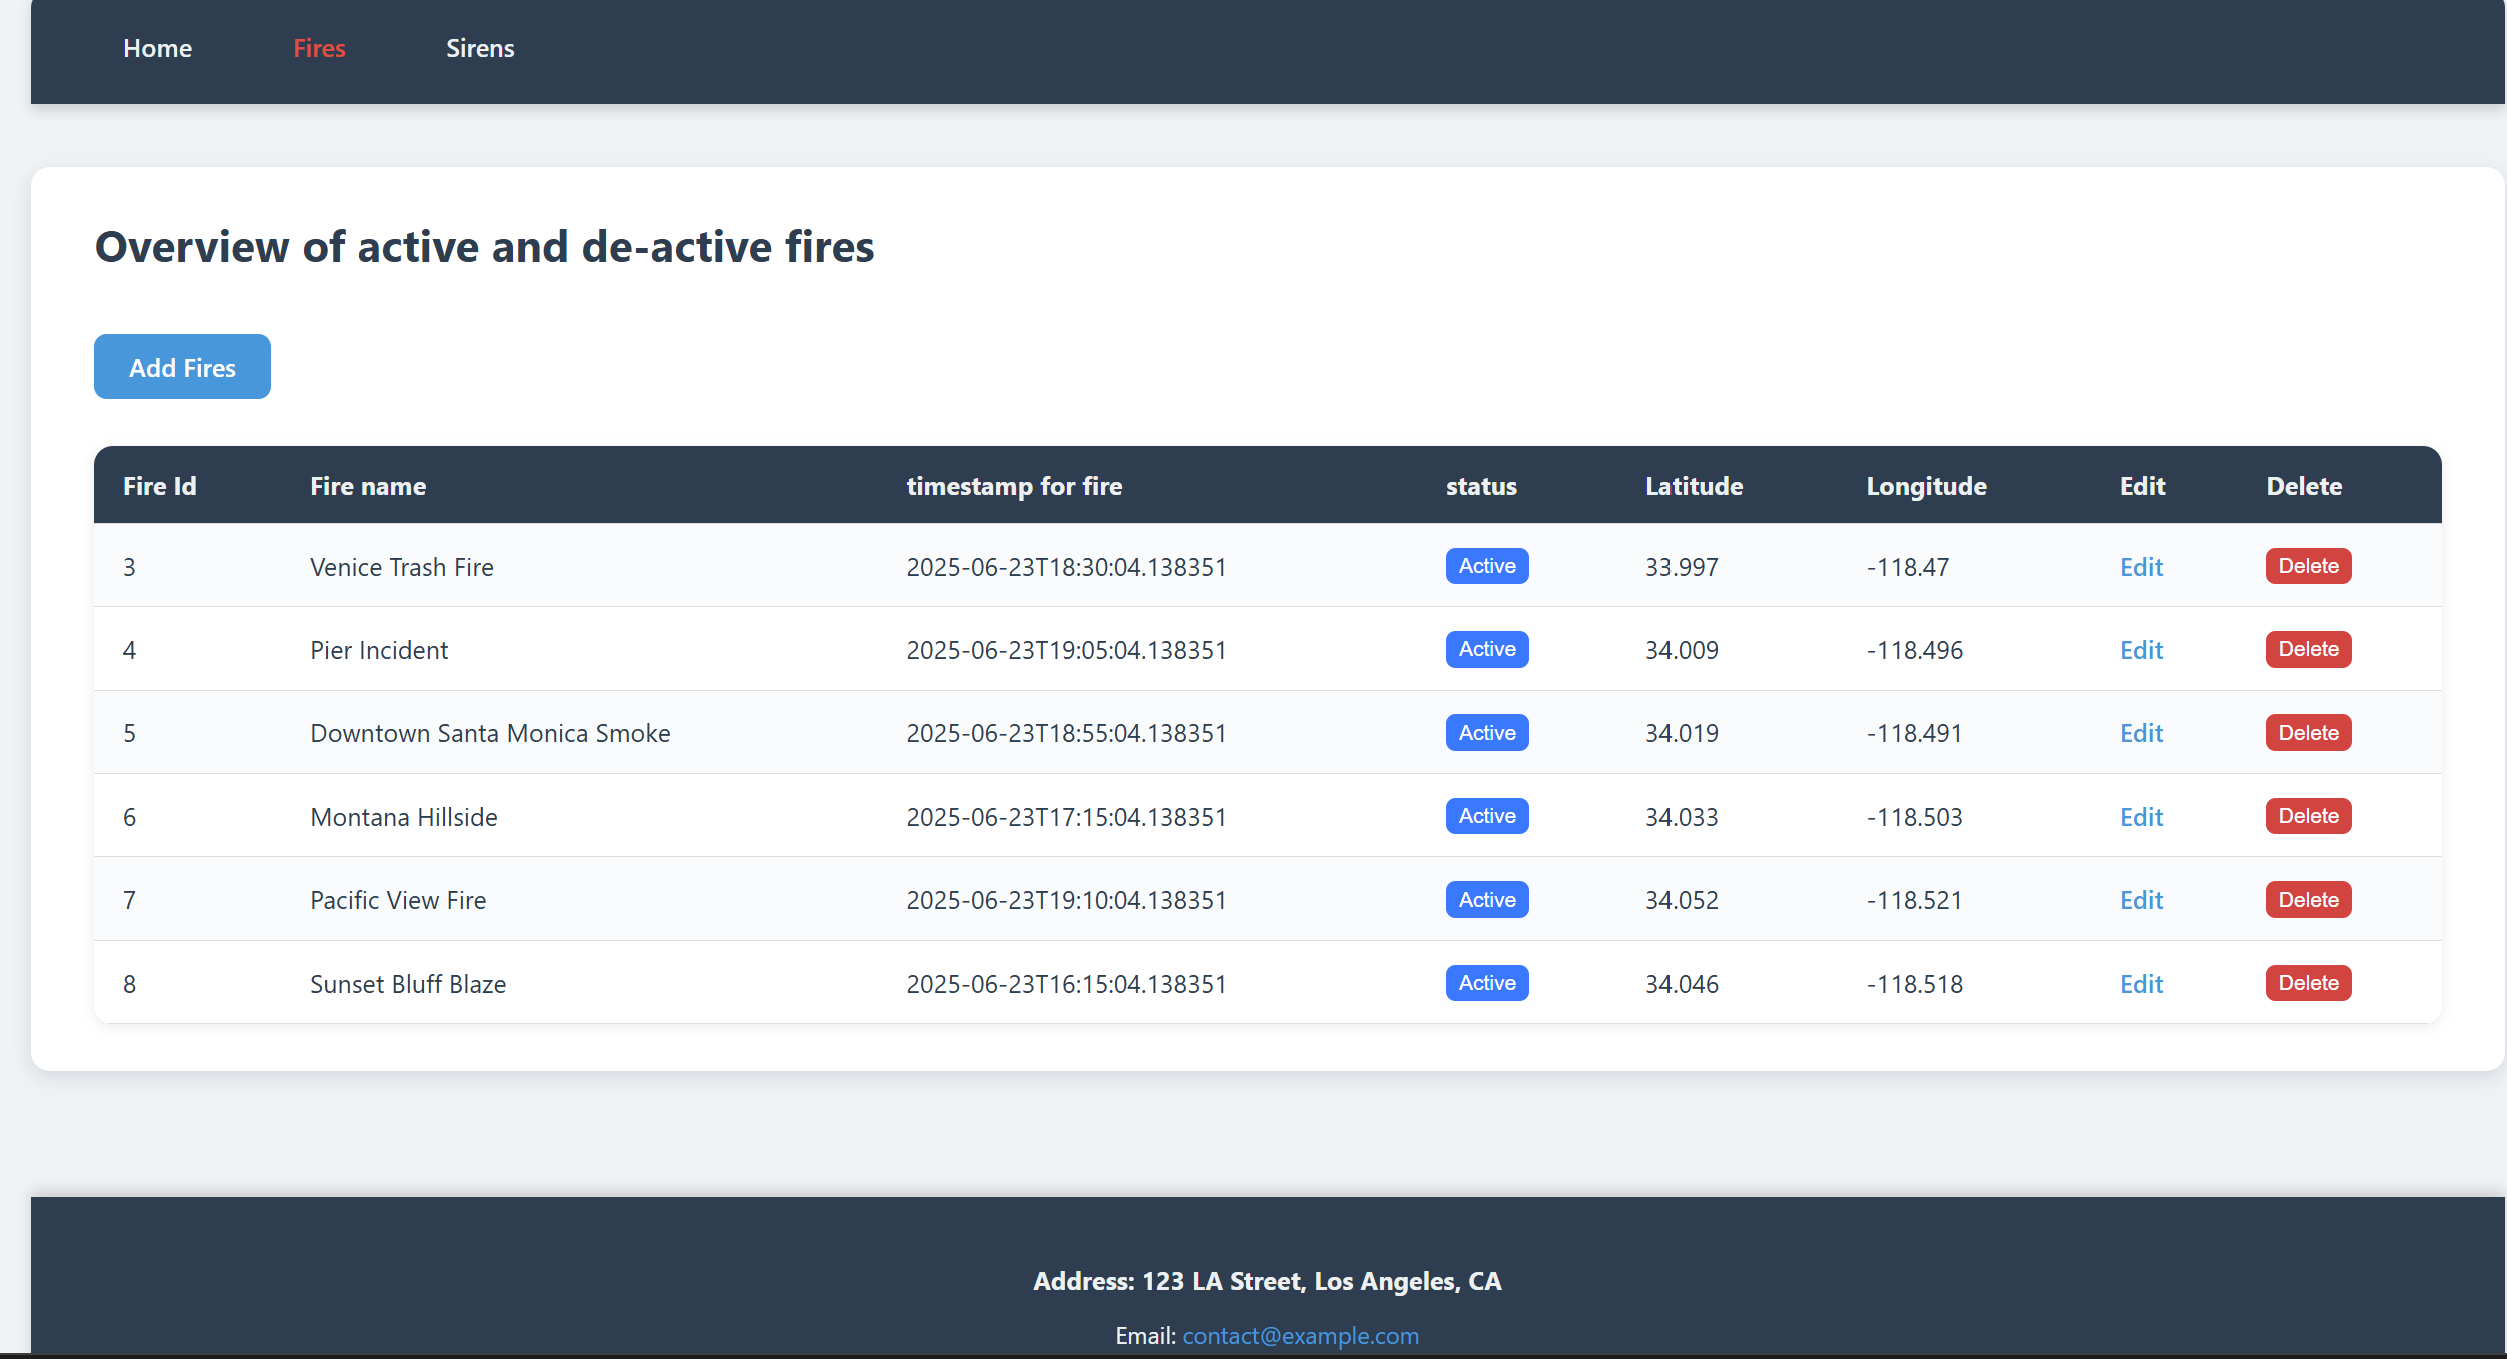 Home Fires Sirens
Overview of active and de-active fires
Add Fires
Fire Id Fire name timestamp for fire status Latitude Longitude Edit Delete
3 Venice Trash Fire 2025-06-23T18:30:04.138351 Active 33.997 -118.47 Edit Delete
4 Pier Incident 2025-06-23T19:05:04.138351 Active 34.009 -118.496 Edit Delete
5 Downtown Santa Monica Smoke 2025-06-23T18:55:04.138351 Active 34.019 -118.491 Edit Delete
6 Montana Hillside 2025-06-23T17:15:04.138351 Active 34.033 -118.503 Edit Delete
7 Pacific View Fire 2025-06-23T19:10:04.138351 Active 34.052 -118.521 Edit Delete
8 Sunset Bluff Blaze 2025-06-23T16:15:04.138351 Active 34.046 -118.518 Edit Delete
Address: 123 LA Street, Los Angeles, CA
Email: contact@example.com